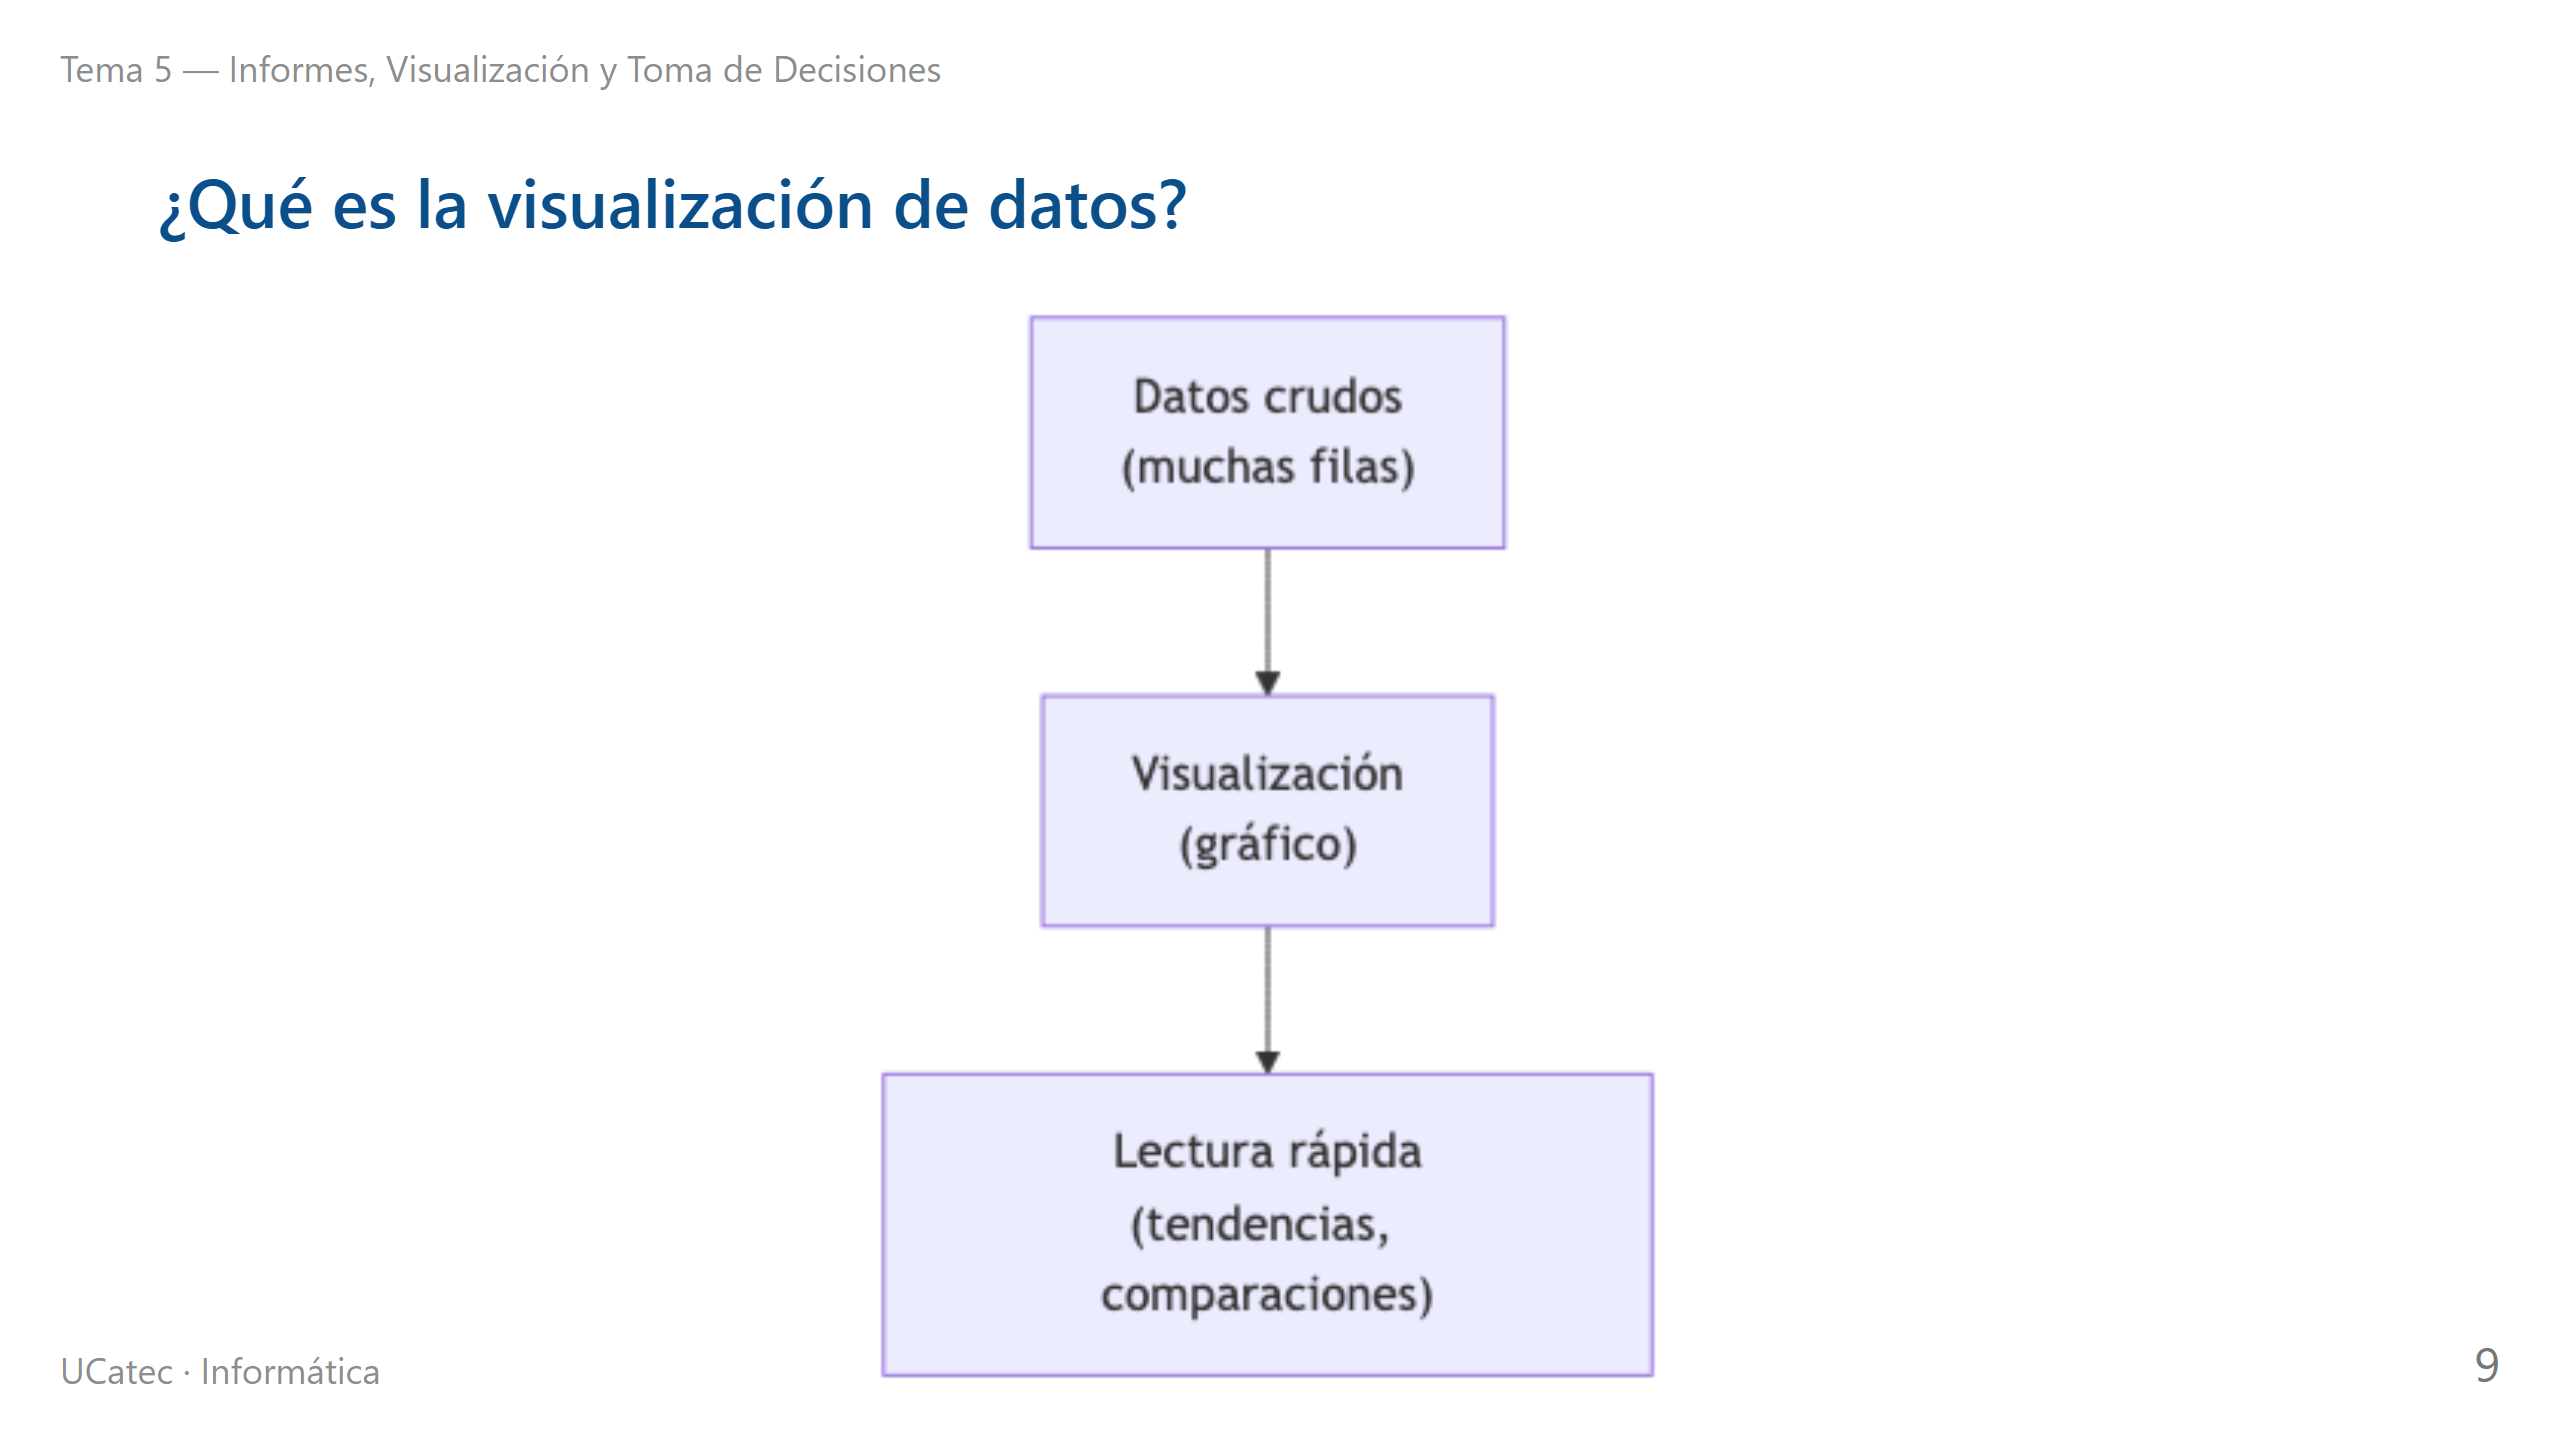 Tema 5 — Informes, Visualización y Toma de Decisiones
¿Qué es la visualización de datos?
Datos crudos
(muchas filas)
Visualización
(gráfico)
Lectura rápida
(tendencias,
comparaciones)
UCatec · Informática
9